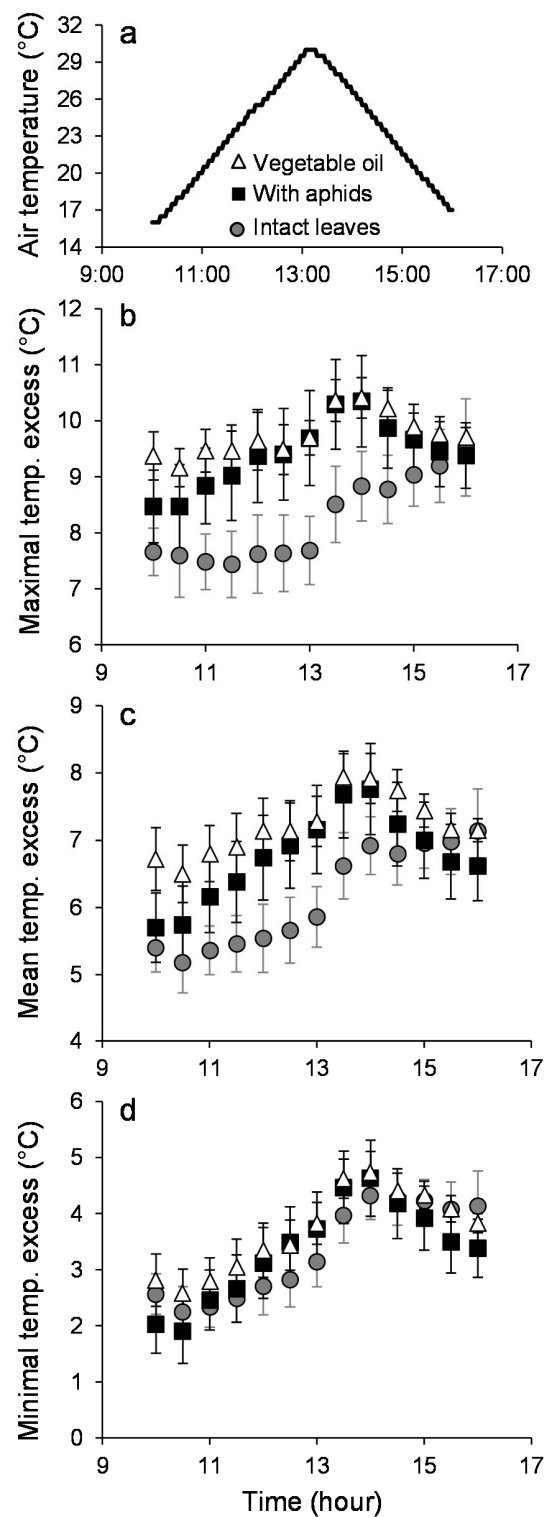 a
Air temperature (°C)
32
29
26
23
20
17
14
Vegetable oil
With aphids
Intact leaves
9:00 11:00 13:00 15:00 17:00
b
Maximal temp. excess (°C)
12
11
10
9
8
7
6
9 11 13 15 17
c
Mean temp. excess (°C)
9
8
7
6
5
4
9 11 13 15 17
d
Minimal temp. excess (°C)
6
5
4
3
2
1
0
9 11 13 15 17
Time (hour)